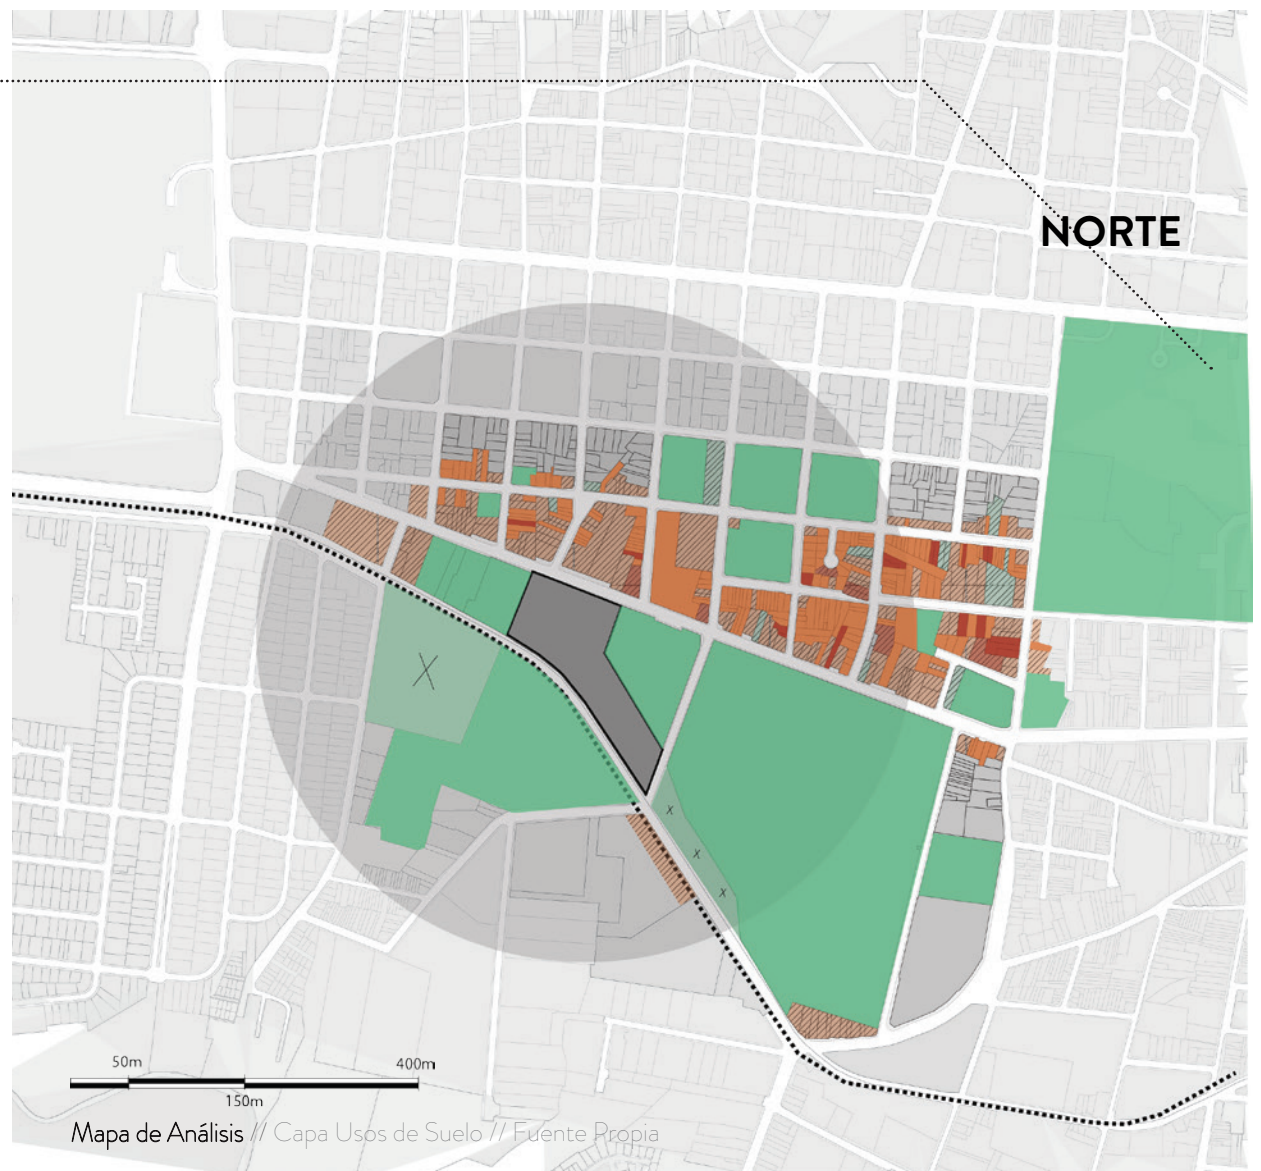 NORTE
X
X
X
X
50m 400m
150m
Mapa de Análisis // Capa Usos de Suelo // Fuente Propia